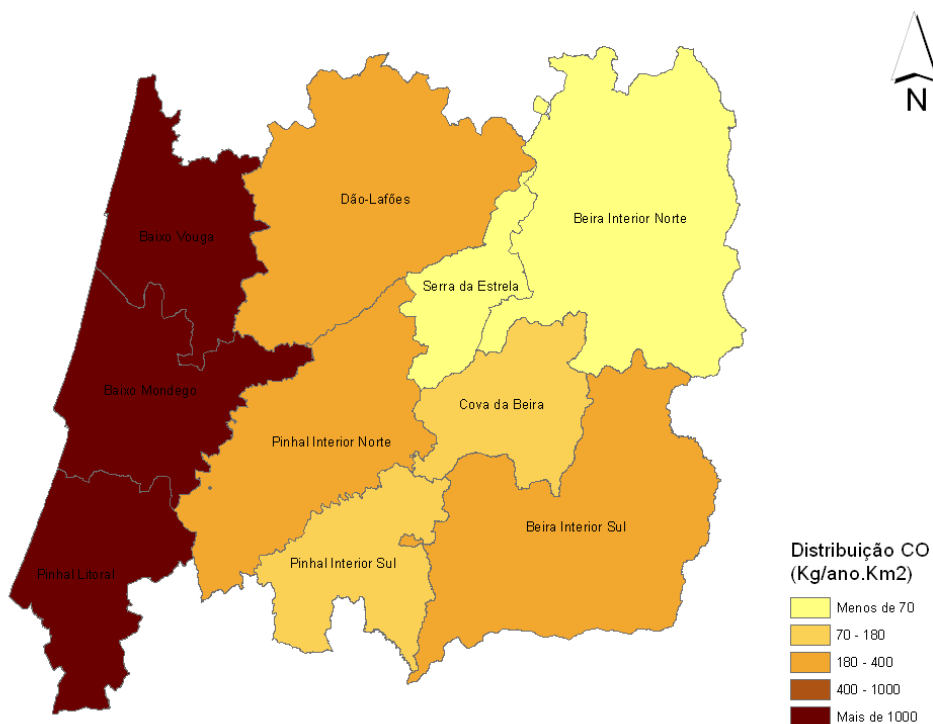 N
Dão-Lafões
Beira Interior Norte
Baixo Vouga
Serra da Estrela
Baixo Mondego
Cova da Beira
Pinhal Interior Norte
Beira Interior Sul
Pinhal Interior Sul
Pinhal Litoral
Distribuição CO
(Kg/ano.Km2)
Menos de 70
70 - 180
180 - 400
400 - 1000
Mais de 1000